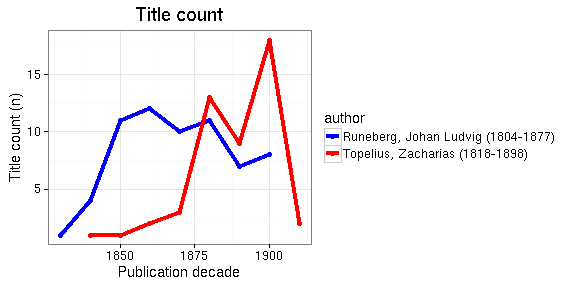 Title count
Title count (n)
15
10
5
1850 1875 1900
Publication decade
author
Runeberg, Johan Ludvig (1804-1877)
Topelius, Zacharias (1818-1898)